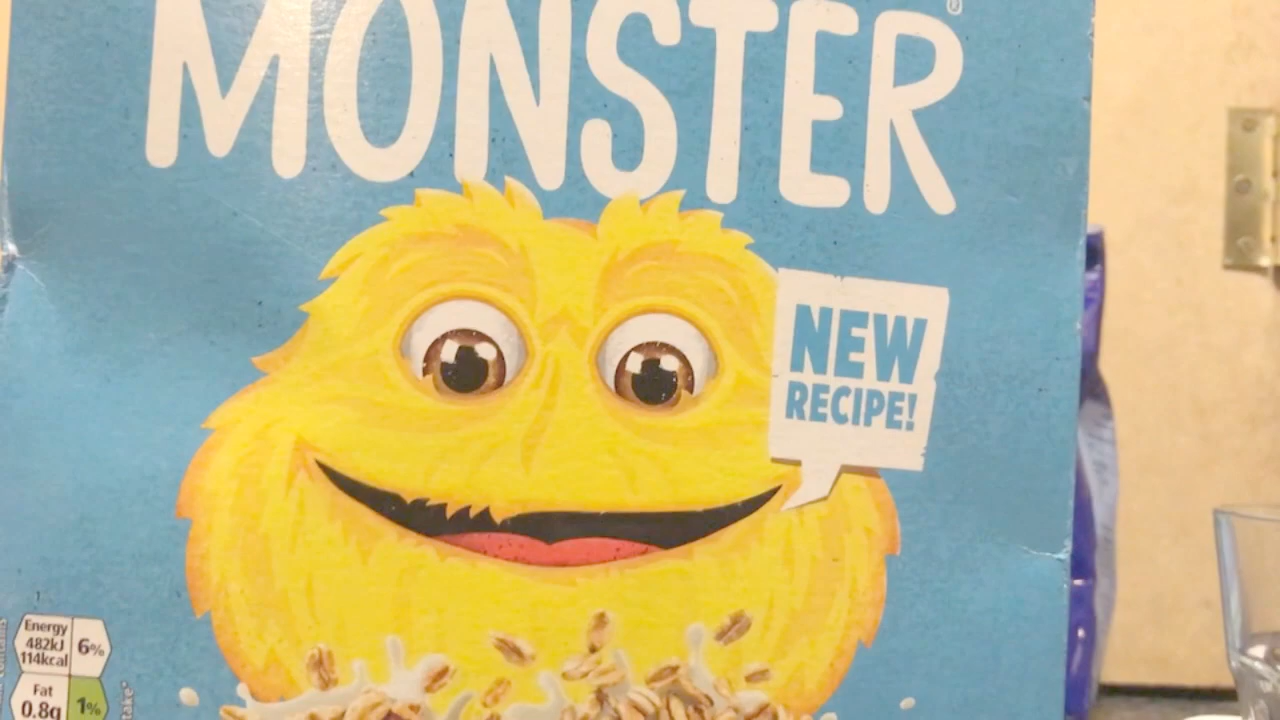 MONSTER®
NEW
RECIPE!
Energy
482kJ
114kcal
6%
Fat
0.8g
1%